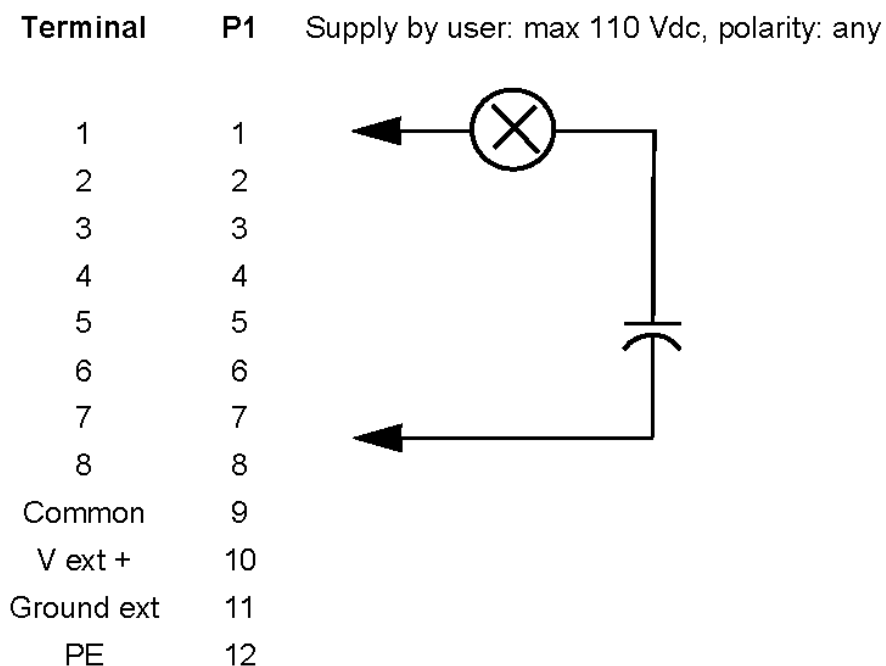 Terminal P1 Supply by user: max 110 Vdc, polarity: any
1 1
2 2
3 3
4 4
5 5
6 6
7 7
8 8
Common 9
V ext + 10
Ground ext 11
PE 12